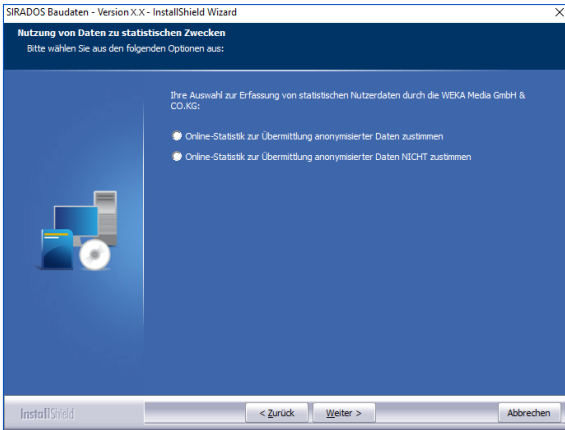 SIRADOS Baudaten - Version X.X - InstallShield Wizard
Nutzung von Daten zu statistischen Zwecken
Bitte wählen Sie aus den folgenden Optionen aus:
Ihre Auswahl zur Erfassung von statistischen Nutzerdaten durch die WEKA Media GmbH &
CO.KG:
Online-Statistik zur Übermittlung anonymisierter Daten zustimmen
Online-Statistik zur Übermittlung anonymisierter Daten NICHT zustimmen
InstallShield
< Zurück Weiter > Abbrechen